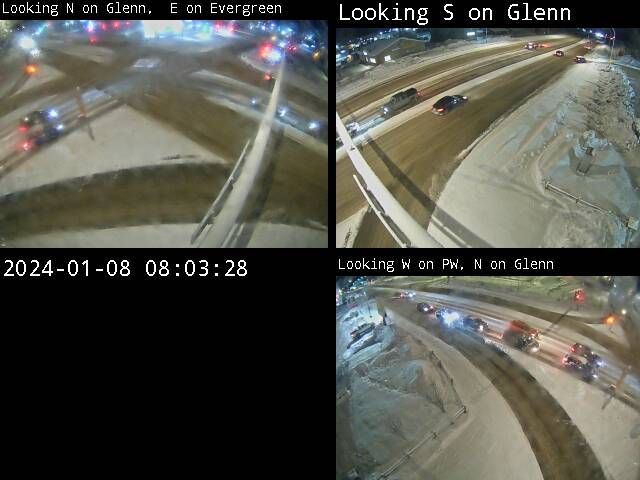 Looking N on Glenn,  E on Evergreen
Looking S on Glenn
2024-01-08 08:03:28
Looking W on PW, N on Glenn